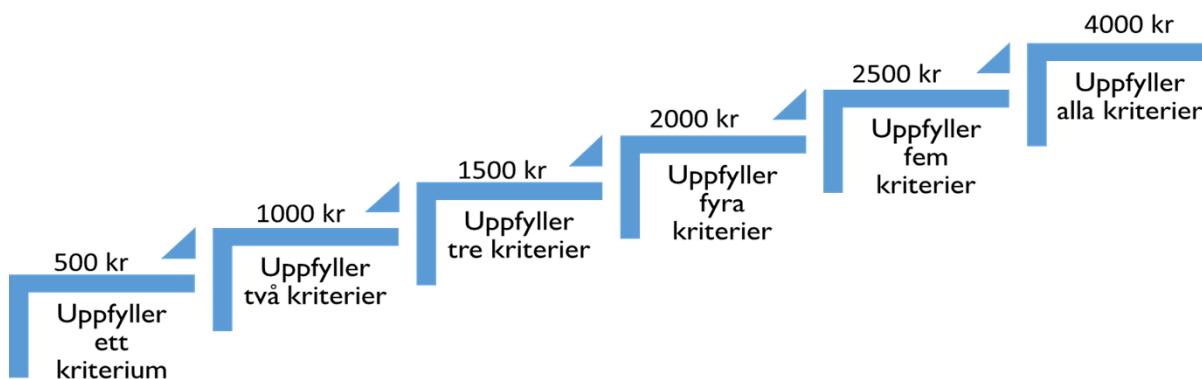 500 kr
Uppfyller
ett
kriterium
1000 kr
Uppfyller
två kriterier
1500 kr
Uppfyller
tre kriterier
2000 kr
Uppfyller
fyra
kriterier
2500 kr
Uppfyller
fem
kriterier
4000 kr
Uppfyller
alla kriterier